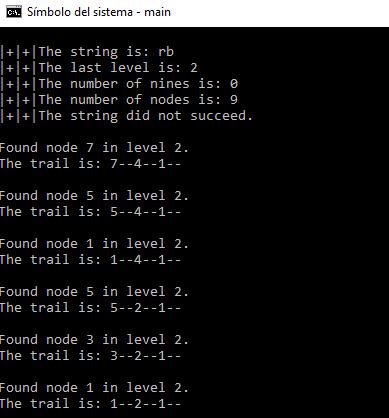 Símbolo del sistema - main
|+|+|The string is: rb
|+|+|The last level is: 2
|+|+|The number of nines is: 0
|+|+|The number of nodes is: 9
|+|+|The string did not succeed.
Found node 7 in level 2.
The trail is: 7--4--1--
Found node 5 in level 2.
The trail is: 5--4--1--
Found node 1 in level 2.
The trail is: 1--4--1--
Found node 5 in level 2.
The trail is: 5--2--1--
Found node 3 in level 2.
The trail is: 3--2--1--
Found node 1 in level 2.
The trail is: 1--2--1--